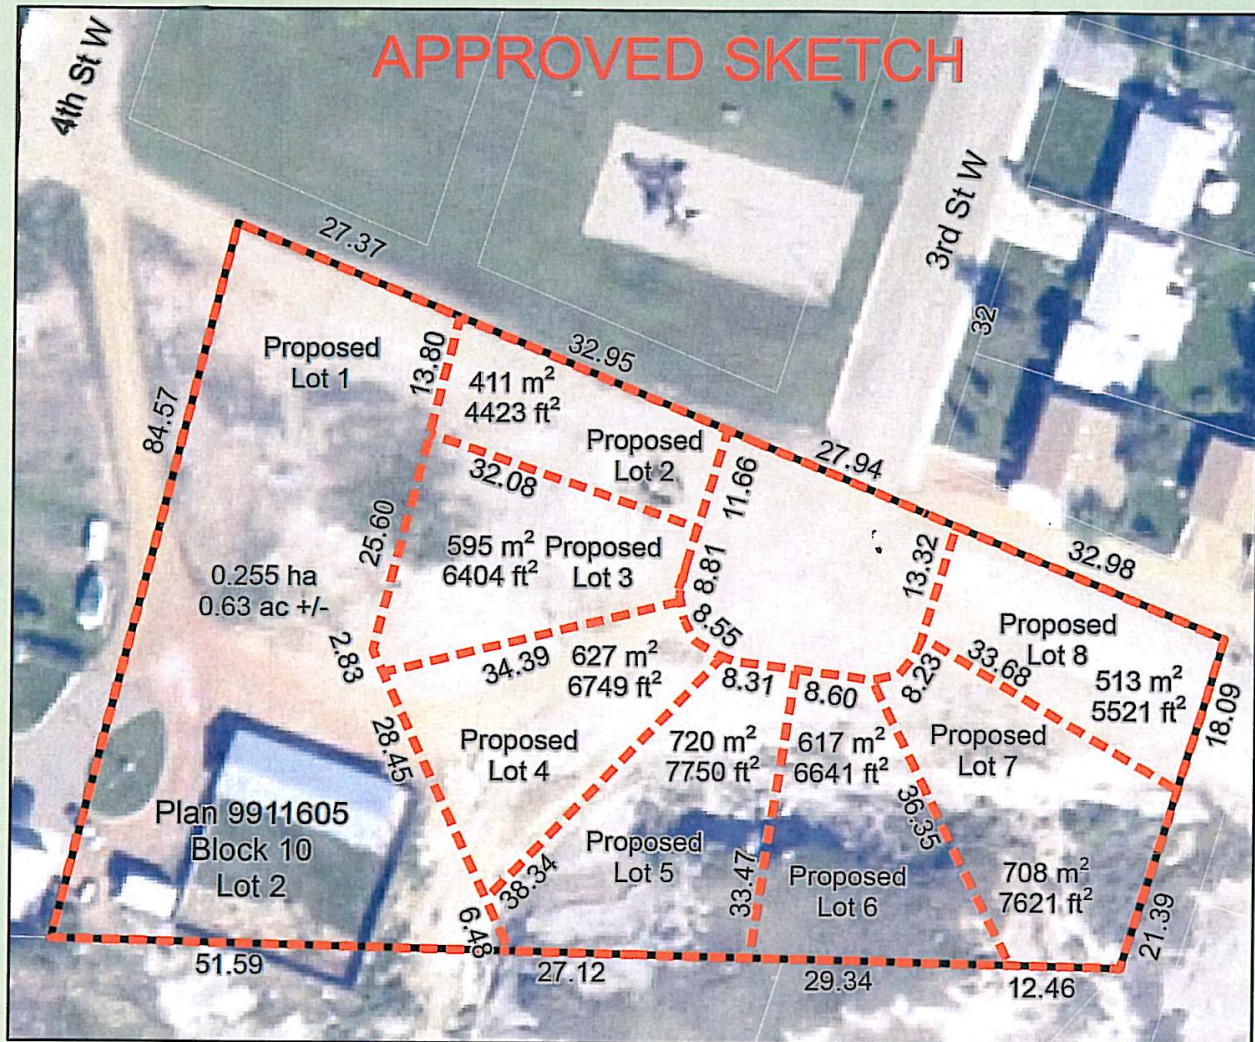 APPROVED SKETCH
4th St W
3rd St W
27.37
32.95
27.94
32.98
32
84.57
13.80
Proposed
Lot 1
411 m²
4423 ft²
Proposed
Lot 2
32.08
11.66
25.60
595 m²
6404 ft²
Proposed
Lot 3
8.81
13.32
0.255 ha
0.63 ac +/-
2.83
34.39
8.55
627 m²
6749 ft²
8.31
8.60
8.23
33.68
Proposed
Lot 8
513 m²
5521 ft²
18.09
28.45
Proposed
Lot 4
720 m²
7750 ft²
617 m²
6641 ft²
Proposed
Lot 7
36.35
Plan 9911605
Block 10
Lot 2
38.34
Proposed
Lot 5
33.47
Proposed
Lot 6
708 m²
7621 ft²
21.39
6.48
51.59
27.12
29.34
12.46